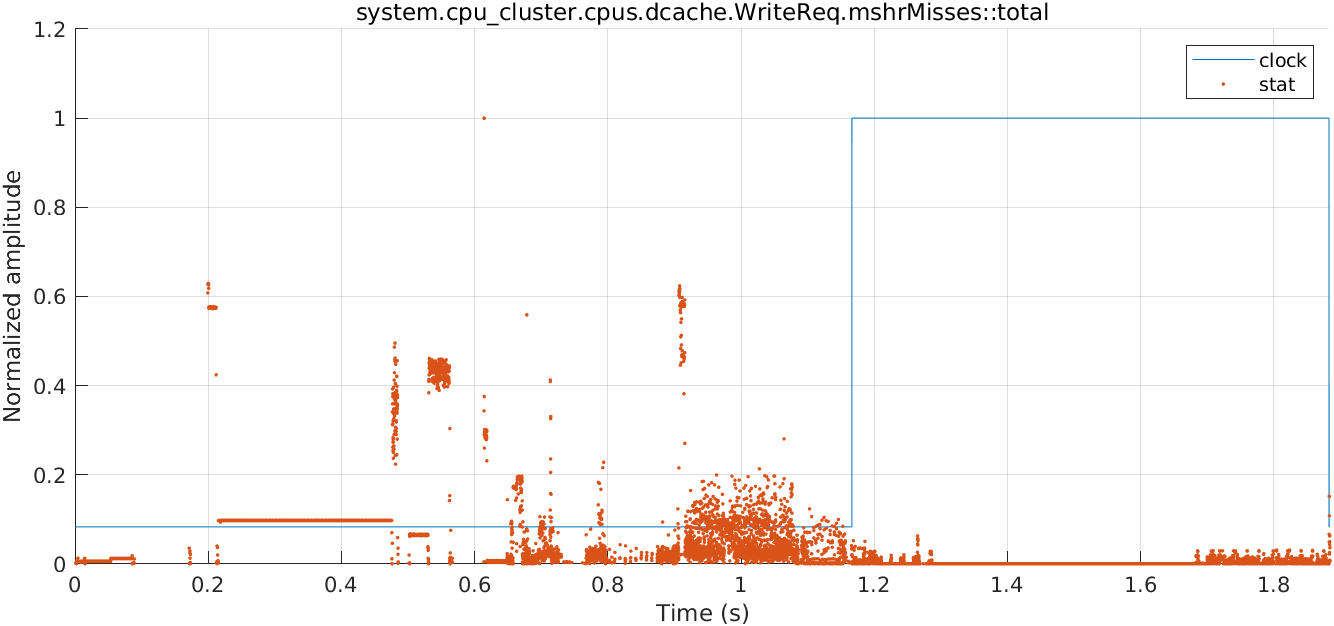 system.cpu_cluster.cpus.dcache.WriteReq.mshrMisses::total
1.2
1
0.8
0.6
0.4
0.2
0
Normalized amplitude
clock
stat
0 0.2 0.4 0.6 0.8 1 1.2 1.4 1.6 1.8
Time (s)